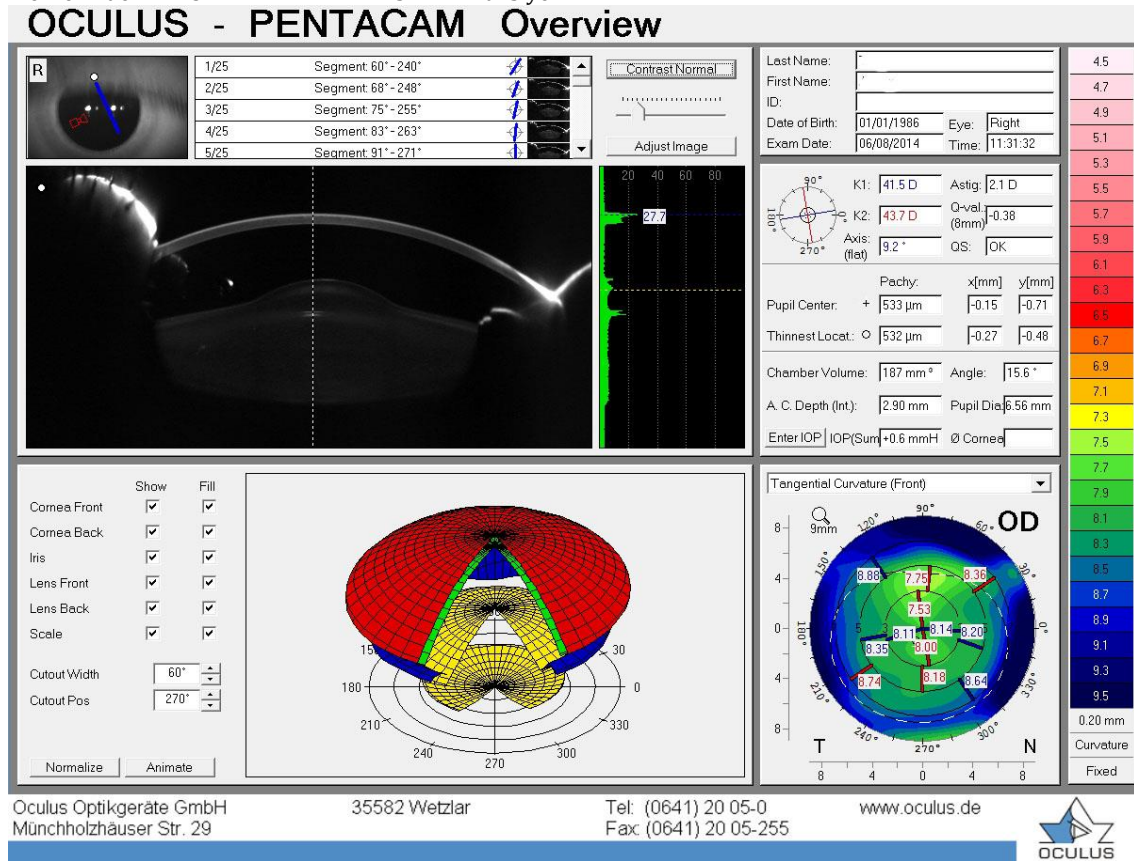 OCULUS - PENTACAM Overview
R
1/25 Segment: 60°-240°
2/25 Segment: 68°-248°
3/25 Segment: 75°-255°
4/25 Segment: 83°-263°
5/25 Segment: 91°-271°
Contrast Normal
Adjust Image
20 40 60 80
27.7
Last Name: -
First Name:
ID:
Date of Birth: 01/01/1986 Eye: Right
Exam Date: 06/08/2014 Time: 11:31:32
90°
180°
0°
270°
K1: 41.5 D Astig: 2.1 D
K2: 43.7 D Q-val.: (8mm) -0.38
Axis: (flat) 9.2 ° QS: OK
Pachy: x[mm] y[mm]
Pupil Center: + 533 µm -0.15 -0.71
Thinnest Locat.: O 532 µm -0.27 -0.48
Chamber Volume: 187 mm ³ Angle: 15.6 °
A. C. Depth (Int.): 2.90 mm Pupil Dia: 6.56 mm
Enter IOP IOP(Sum +0.6 mmH Ø Cornea
Show Fill
Cornea Front
Cornea Back
Iris
Lens Front
Lens Back
Scale
Cutout Width 60°
Cutout Pos 270°
Normalize Animate
15 30
180 0
210 330
240 270 300
Tangential Curvature (Front)
9mm
OD
90°
120° 60°
150° 30°
180° 0°
210° 330°
240° 300°
270°
8 4 0 4 8
8.88 7.75 8.36
7.53
8.11 8.14 8.20
8.35 8.00
8.74 8.18 8.64
T N
8 4 0 4 8
4.5
4.7
4.9
5.1
5.3
5.5
5.7
5.9
6.1
6.3
6.5
6.7
6.9
7.1
7.3
7.5
7.7
7.9
8.1
8.3
8.5
8.7
8.9
9.1
9.3
9.5
0.20 mm
Curvature
Fixed
Oculus Optikgeräte GmbH 35582 Wetzlar Tel: (0641) 20 05-0 www.oculus.de
Münchholzhäuser Str. 29 Fax: (0641) 20 05-255
OCULUS